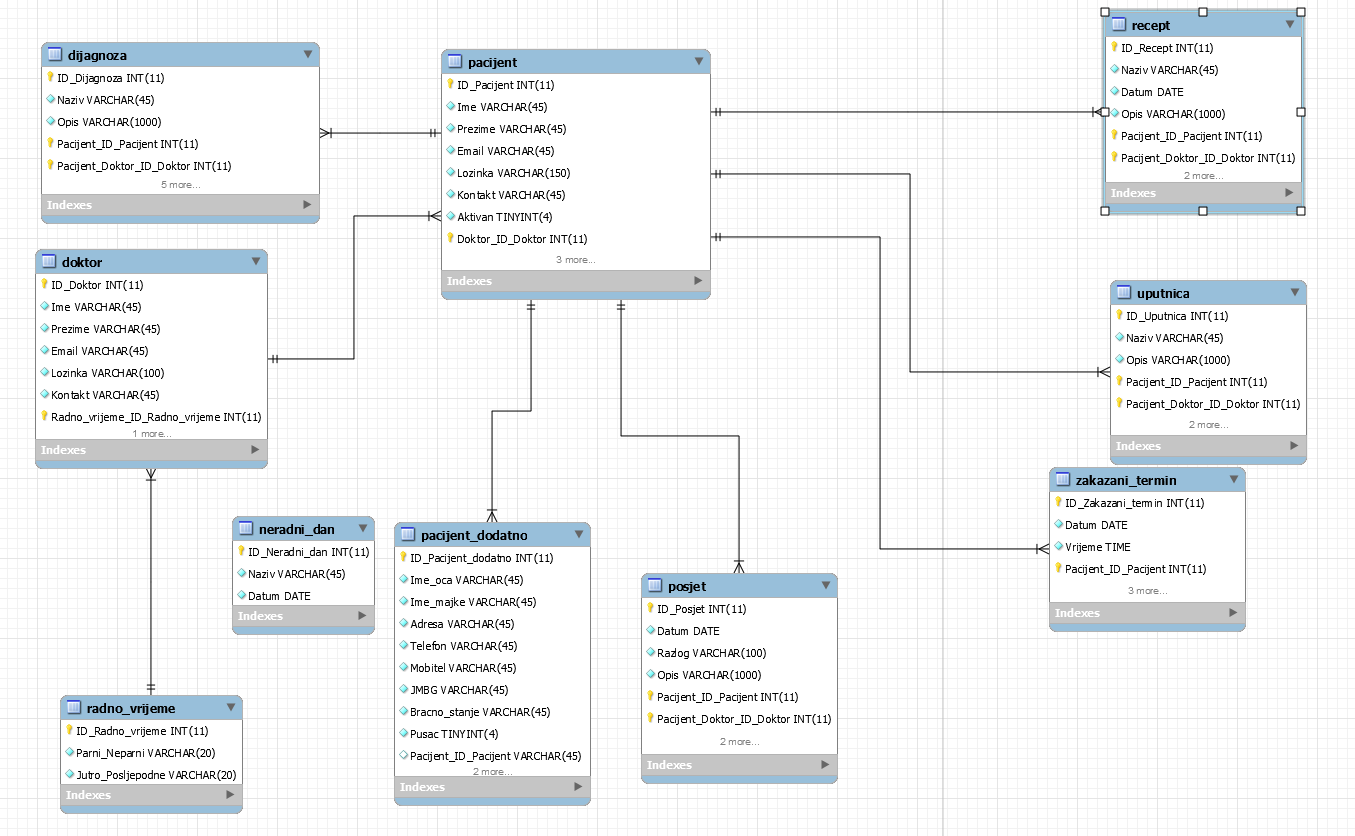 dijagnoza
ID_Dijagnoza INT(11)
Naziv VARCHAR(45)
Opis VARCHAR(1000)
Pacijent_ID_Pacijent INT(11)
Pacijent_Doktor_ID_Doktor INT(11)
5 more...
Indexes
pacijent
ID_Pacijent INT(11)
Ime VARCHAR(45)
Prezime VARCHAR(45)
Email VARCHAR(45)
Lozinka VARCHAR(150)
Kontakt VARCHAR(45)
Aktivan TINYINT(4)
Doktor_ID_Doktor INT(11)
3 more...
Indexes
recept
ID_Recept INT(11)
Naziv VARCHAR(45)
Datum DATE
Opis VARCHAR(1000)
Pacijent_ID_Pacijent INT(11)
Pacijent_Doktor_ID_Doktor INT(11)
2 more...
Indexes
doktor
ID_Doktor INT(11)
Ime VARCHAR(45)
Prezime VARCHAR(45)
Email VARCHAR(45)
Lozinka VARCHAR(100)
Kontakt VARCHAR(45)
Radno_vrijeme_ID_Radno_vrijeme INT(11)
1 more...
Indexes
uputnica
ID_Uputnica INT(11)
Naziv VARCHAR(45)
Opis VARCHAR(1000)
Pacijent_ID_Pacijent INT(11)
Pacijent_Doktor_ID_Doktor INT(11)
2 more...
Indexes
zakazani_termin
ID_Zakazani_termin INT(11)
Datum DATE
Vrijeme TIME
Pacijent_ID_Pacijent INT(11)
3 more...
Indexes
neradni_dan
ID_Neradni_dan INT(11)
Naziv VARCHAR(45)
Datum DATE
Indexes
pacijent_dodatno
ID_Pacijent_dodatno INT(11)
Ime_oca VARCHAR(45)
Ime_majke VARCHAR(45)
Adresa VARCHAR(45)
Telefon VARCHAR(45)
Mobitel VARCHAR(45)
JMBG VARCHAR(45)
Bracno_stanje VARCHAR(45)
Pusac TINYINT(4)
Pacijent_ID_Pacijent VARCHAR(45)
2 more...
Indexes
posjet
ID_Posjet INT(11)
Datum DATE
Razlog VARCHAR(100)
Opis VARCHAR(1000)
Pacijent_ID_Pacijent INT(11)
Pacijent_Doktor_ID_Doktor INT(11)
2 more...
Indexes
radno_vrijeme
ID_Radno_vrijeme INT(11)
Parni_Neparni VARCHAR(20)
Jutro_Posljepodne VARCHAR(20)
Indexes